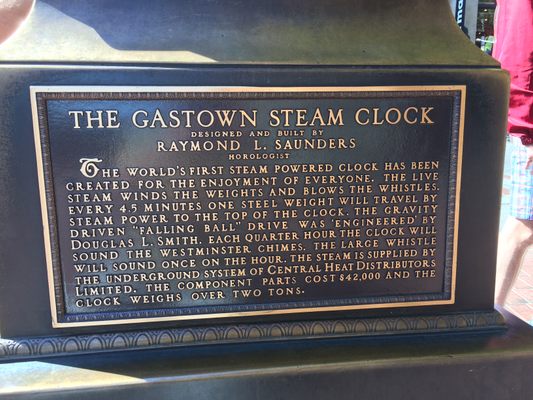 THE GASTOWN STEAM CLOCK
DESIGNED AND BUILT BY
RAYMOND L. SAUNDERS
HOROLOGIST
THE WORLD'S FIRST STEAM POWERED CLOCK HAS BEEN
CREATED FOR THE ENJOYMENT OF EVERYONE. THE LIVE
STEAM WINDS THE WEIGHTS AND BLOWS THE WHISTLES.
EVERY 4.5 MINUTES ONE STEEL WEIGHT WILL TRAVEL BY
STEAM POWER TO THE TOP OF THE CLOCK. THE GRAVITY
DRIVEN "FALLING BALL" DRIVE WAS 'ENGINEERED' BY
DOUGLAS L. SMITH. EACH QUARTER HOUR THE CLOCK WILL
SOUND THE WESTMINSTER CHIMES. THE LARGE WHISTLE
WILL SOUND ONCE ON THE HOUR. THE STEAM IS SUPPLIED BY
THE UNDERGROUND SYSTEM OF CENTRAL HEAT DISTRIBUTORS
LIMITED. THE COMPONENT PARTS COST $42,000 AND THE
CLOCK WEIGHS OVER TWO TONS.